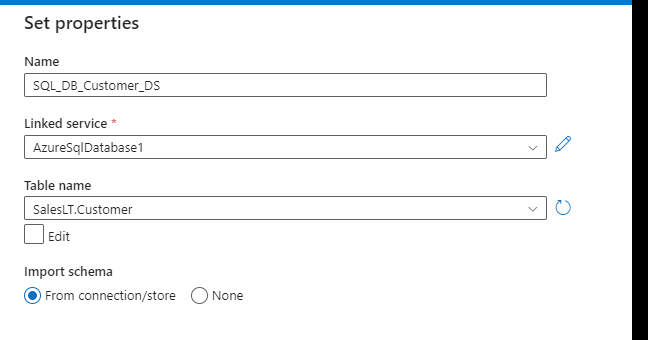 Set properties
Name
SQL_DB_Customer_DS
Linked service *
AzureSqlDatabase1
Table name
SalesLT.Customer
Edit
Import schema
From connection/store None